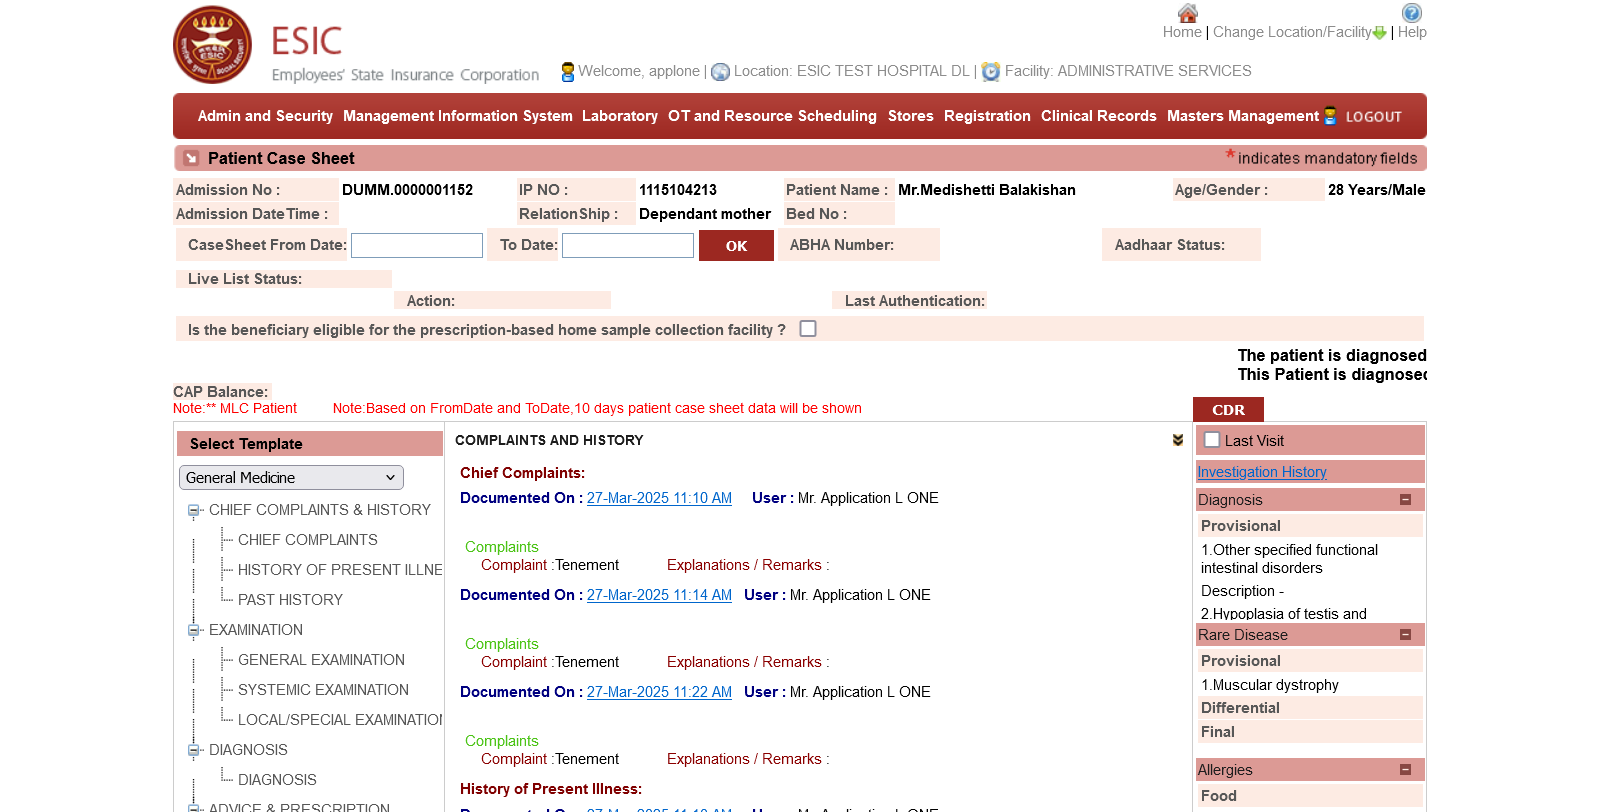 ESIC
Employees' State Insurance Corporation
Home | Change Location/Facility | Help
Welcome, applone | Location: ESIC TEST HOSPITAL DL | Facility: ADMINISTRATIVE SERVICES
Admin and Security Management Information System Laboratory OT and Resource Scheduling Stores Registration Clinical Records Masters Management LOGOUT
Patient Case Sheet
* indicates mandatory fields
Admission No : DUMM.0000001152 IP NO : 1115104213 Patient Name : Mr.Medishetti Balakishan Age/Gender : 28 Years/Male
Admission DateTime : RelationShip : Dependant mother Bed No :
CaseSheet From Date: To Date: OK ABHA Number: Aadhaar Status:
Live List Status:
Action: Last Authentication:
Is the beneficiary eligible for the prescription-based home sample collection facility ?
The patient is diagnosed
This Patient is diagnosed
CAP Balance:
Note:** MLC Patient Note:Based on FromDate and ToDate,10 days patient case sheet data will be shown
CDR
Select Template
General Medicine
CHIEF COMPLAINTS & HISTORY
CHIEF COMPLAINTS
HISTORY OF PRESENT ILLNE
PAST HISTORY
EXAMINATION
GENERAL EXAMINATION
SYSTEMIC EXAMINATION
LOCAL/SPECIAL EXAMINATION
DIAGNOSIS
DIAGNOSIS
ADVICE & PRESCRIPTION
COMPLAINTS AND HISTORY
Chief Complaints:
Documented On : 27-Mar-2025 11:10 AM User : Mr. Application L ONE
Complaints
Complaint :Tenement Explanations / Remarks :
Documented On : 27-Mar-2025 11:14 AM User : Mr. Application L ONE
Complaints
Complaint :Tenement Explanations / Remarks :
Documented On : 27-Mar-2025 11:22 AM User : Mr. Application L ONE
Complaints
Complaint :Tenement Explanations / Remarks :
History of Present Illness:
Last Visit
Investigation History
Diagnosis
Provisional
1.Other specified functional
intestinal disorders
Description -
2.Hypoplasia of testis and
Rare Disease
Provisional
1.Muscular dystrophy
Differential
Final
Allergies
Food